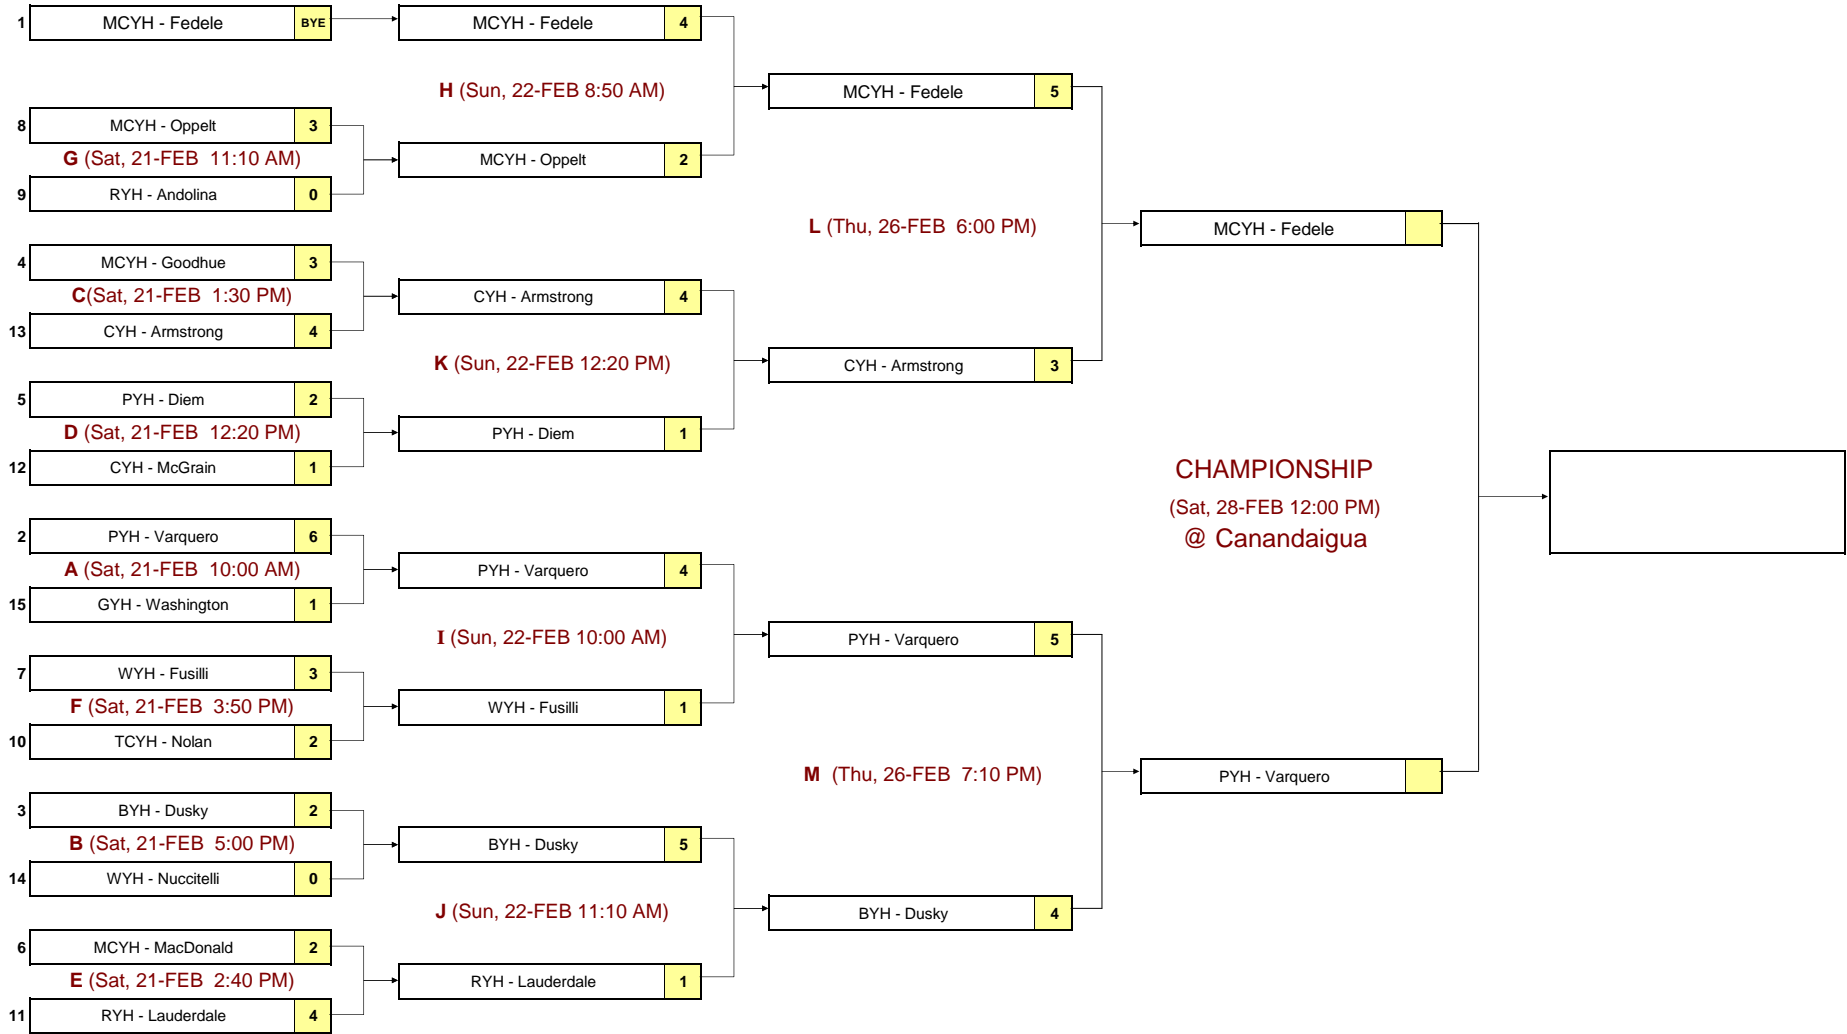 1 MCYH - Fedele BYE
8 MCYH - Oppelt 3
G (Sat, 21-FEB 11:10 AM)
9 RYH - Andolina 0
4 MCYH - Goodhue 3
C(Sat, 21-FEB 1:30 PM)
13 CYH - Armstrong 4
5 PYH - Diem 2
D (Sat, 21-FEB 12:20 PM)
12 CYH - McGrain 1
2 PYH - Varquero 6
A (Sat, 21-FEB 10:00 AM)
15 GYH - Washington 1
7 WYH - Fusilli 3
F (Sat, 21-FEB 3:50 PM)
10 TCYH - Nolan 2
3 BYH - Dusky 2
B (Sat, 21-FEB 5:00 PM)
14 WYH - Nuccitelli 0
6 MCYH - MacDonald 2
E (Sat, 21-FEB 2:40 PM)
11 RYH - Lauderdale 4
MCYH - Fedele 4
H (Sun, 22-FEB 8:50 AM)
MCYH - Oppelt 2
CYH - Armstrong 4
K (Sun, 22-FEB 12:20 PM)
PYH - Diem 1
PYH - Varquero 4
I (Sun, 22-FEB 10:00 AM)
WYH - Fusilli 1
BYH - Dusky 5
J (Sun, 22-FEB 11:10 AM)
RYH - Lauderdale 1
MCYH - Fedele 5
L (Thu, 26-FEB 6:00 PM)
CYH - Armstrong 3
PYH - Varquero 5
M (Thu, 26-FEB 7:10 PM)
BYH - Dusky 4
MCYH - Fedele
CHAMPIONSHIP
(Sat, 28-FEB 12:00 PM)
@ Canandaigua
PYH - Varquero